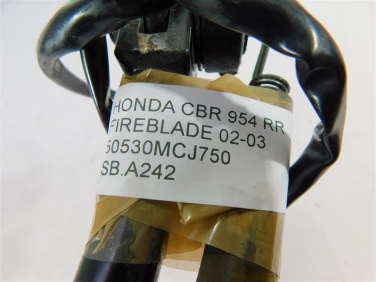 HONDA CBR 954 RR
FIREBLADE 02-03
50530MCJ750
SB.A242